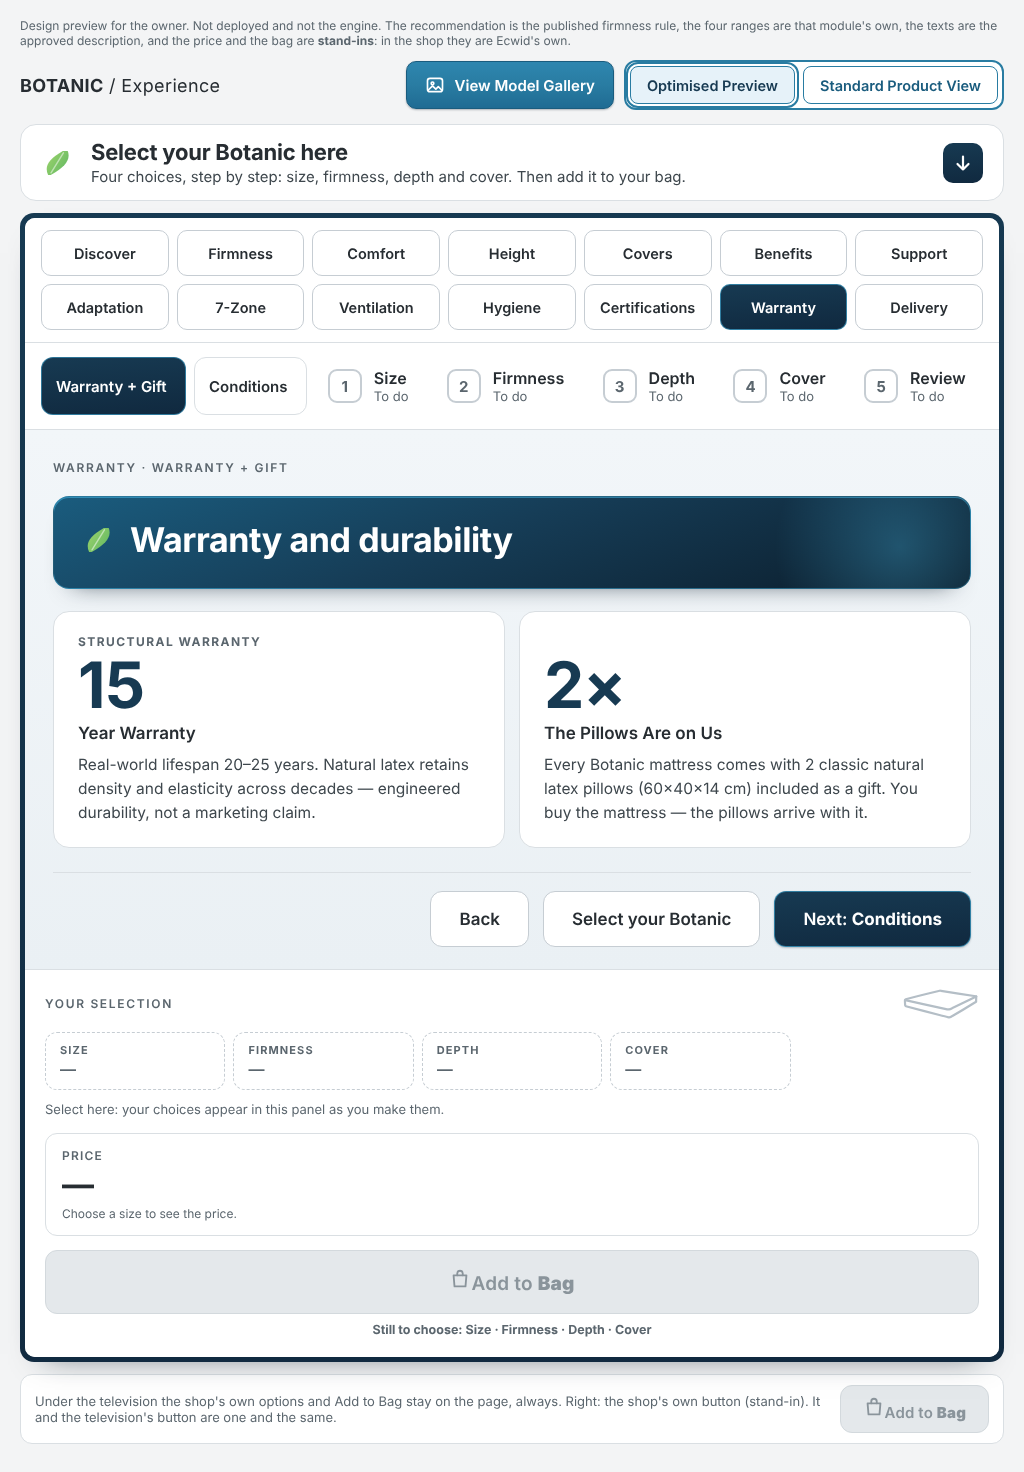 Design preview for the owner. Not deployed and not the engine. The recommendation is the published firmness rule, the four ranges are that module's own, the texts are the
approved description, and the price and the bag are stand-ins: in the shop they are Ecwid's own.
BOTANIC / Experience
View Model Gallery
Optimised Preview
Standard Product View
Select your Botanic here
Four choices, step by step: size, firmness, depth and cover. Then add it to your bag.
Discover
Firmness
Comfort
Height
Covers
Benefits
Support
Adaptation
7-Zone
Ventilation
Hygiene
Certifications
Warranty
Delivery
Warranty + Gift
Conditions
1
Size
To do
2
Firmness
To do
3
Depth
To do
4
Cover
To do
5
Review
To do
WARRANTY · WARRANTY + GIFT
Warranty and durability
STRUCTURAL WARRANTY
15
Year Warranty
Real-world lifespan 20–25 years. Natural latex retains
density and elasticity across decades — engineered
durability, not a marketing claim.
2×
The Pillows Are on Us
Every Botanic mattress comes with 2 classic natural
latex pillows (60×40×14 cm) included as a gift. You
buy the mattress — the pillows arrive with it.
Back
Select your Botanic
Next: Conditions
YOUR SELECTION
SIZE
—
FIRMNESS
—
DEPTH
—
COVER
—
Select here: your choices appear in this panel as you make them.
PRICE
—
Choose a size to see the price.
Add to Bag
Still to choose: Size · Firmness · Depth · Cover
Under the television the shop's own options and Add to Bag stay on the page, always. Right: the shop's own button (stand-in). It
and the television's button are one and the same.
Add to Bag